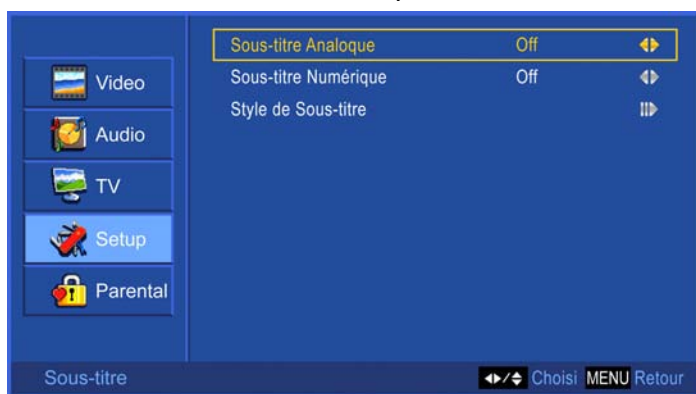 Sous-titre Analoque Off
Video
Sous-titre Numérique Off
Style de Sous-titre
Audio
TV
Setup
Parental
Sous-titre
Choisi MENU Retour